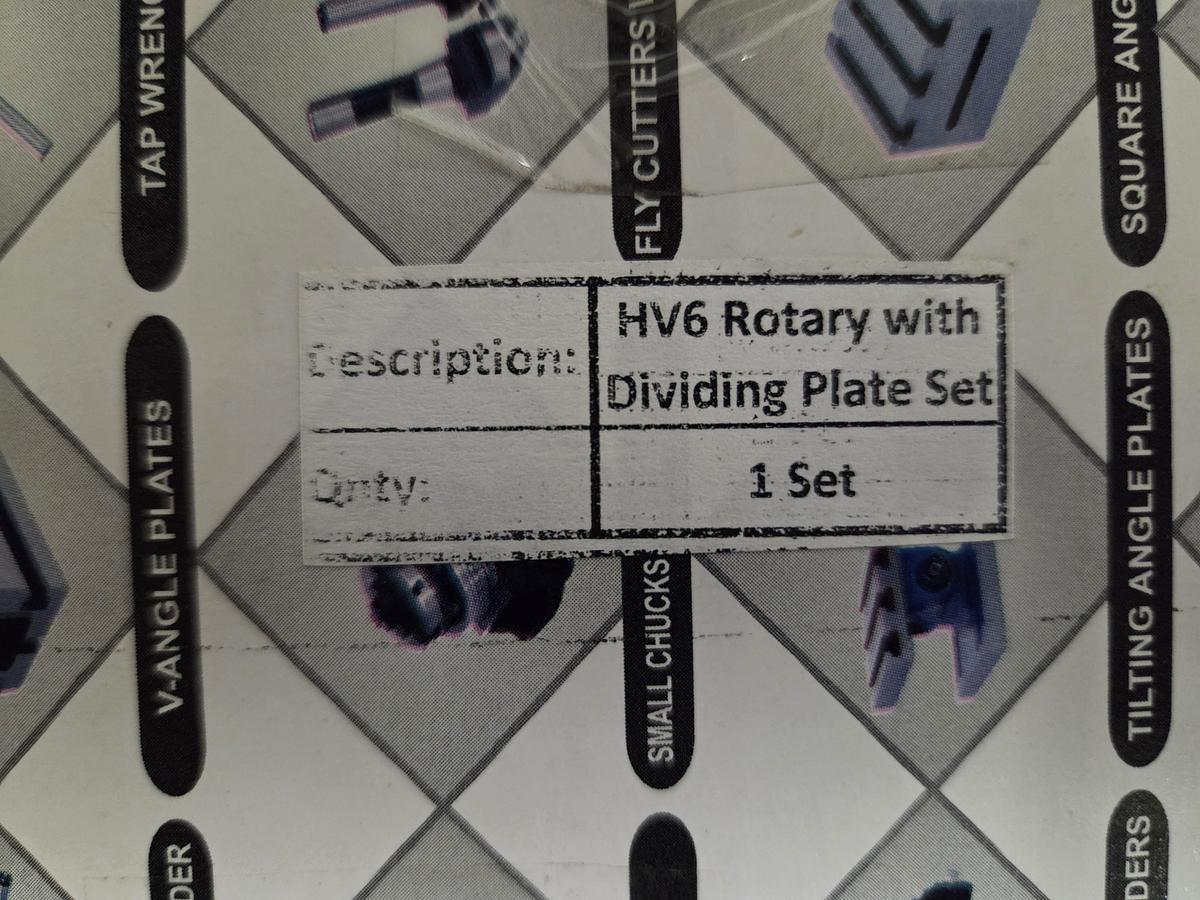 TAP WRENC
FLY CUTTERS
SQUARE ANG
Description:
HV6 Rotary with
Dividing Plate Set
Qnty:
1 Set
V-ANGLE PLATES
SMALL CHUCKS
TILTING ANGLE PLATES
DER
DERS